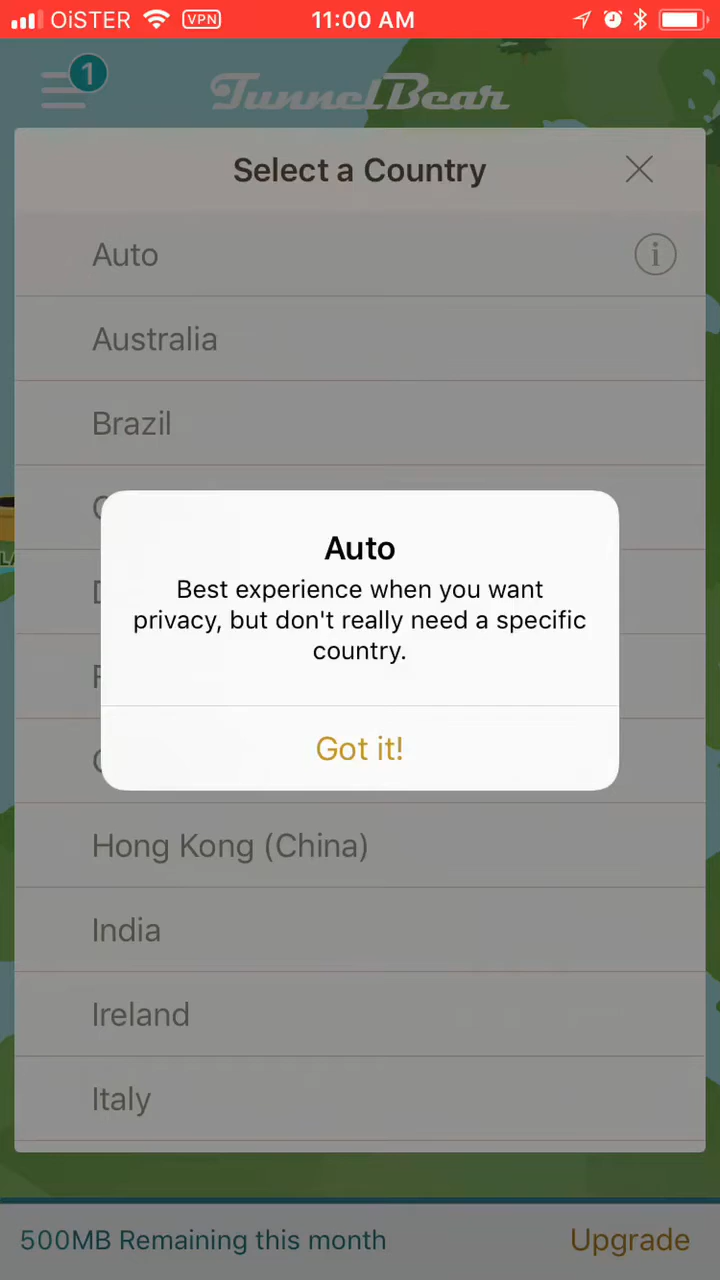 OiSTER VPN 11:00 AM
1
TunnelBear
Select a Country
Auto
Australia
Brazil
Auto
Best experience when you want
privacy, but don't really need a specific
country.
Got it!
Hong Kong (China)
India
Ireland
Italy
500MB Remaining this month
Upgrade